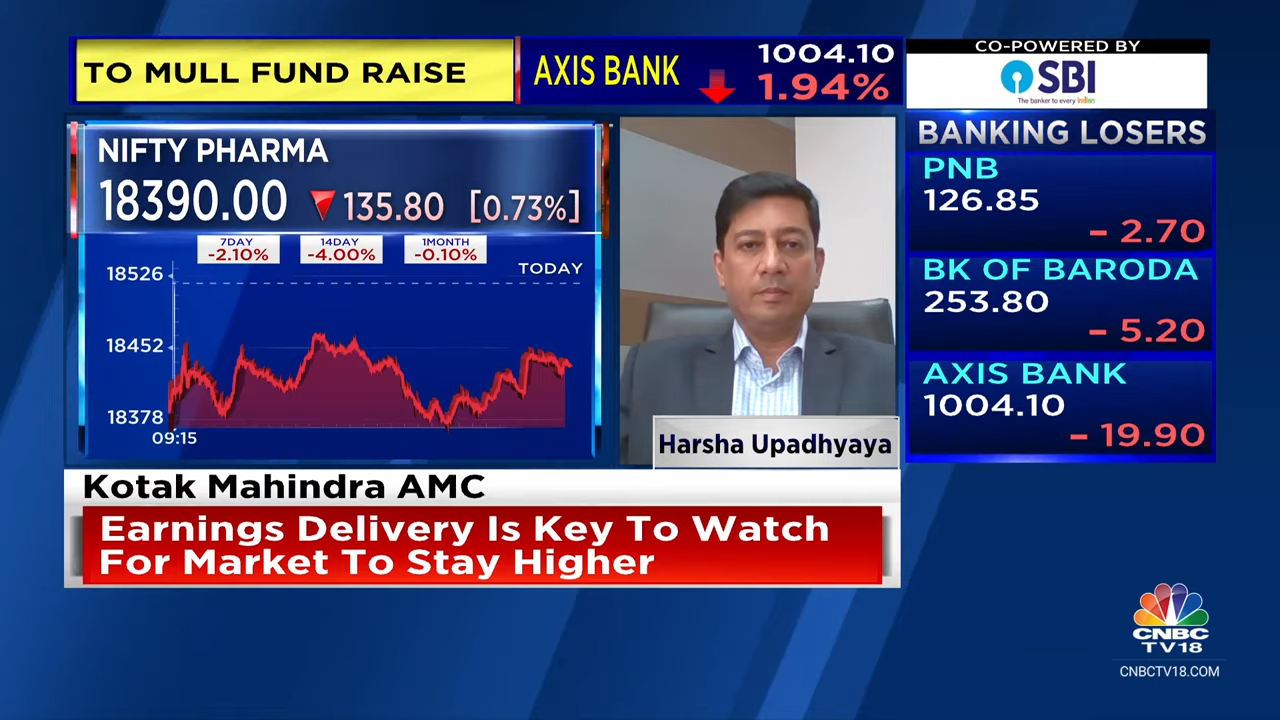 TO MULL FUND RAISE
AXIS BANK
1004.10
1.94%
CO-POWERED BY
SBI
The banker to every Indian
NIFTY PHARMA
18390.00 135.80 [0.73%]
7DAY
-2.10%
14DAY
-4.00%
1MONTH
-0.10%
TODAY
18526
18452
18378
09:15
Harsha Upadhyaya
BANKING LOSERS
PNB
126.85
- 2.70
BK OF BARODA
253.80
- 5.20
AXIS BANK
1004.10
- 19.90
Kotak Mahindra AMC
Earnings Delivery Is Key To Watch
For Market To Stay Higher
CNBC
TV18
CNBCTV18.COM